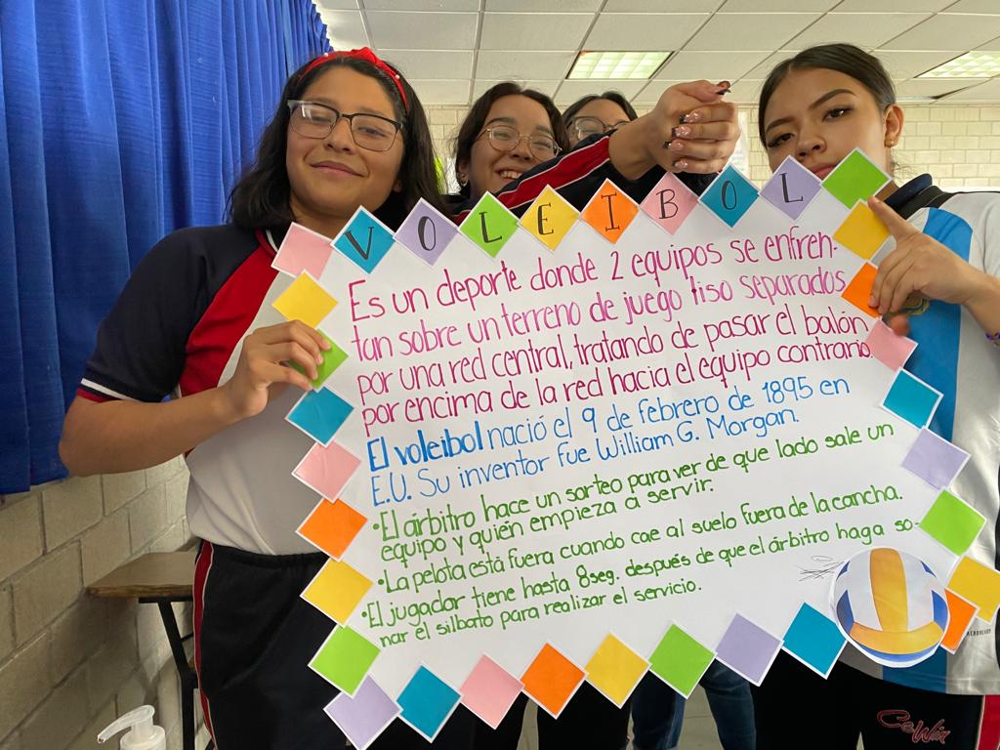 VOLEIBOL
Es un deporte donde 2 equipos se enfren-
tan sobre un terreno de juego liso separados
por una red central, tratando de pasar el balón
por encima de la red hacia el equipo contrario.
El voleibol nació el 9 de febrero de 1895 en
E.U. Su inventor fue William G. Morgan.
•El árbitro hace un sorteo para ver de que lado sale un
equipo y quién empieza a servir.
•La pelota está fuera cuando cae al suelo fuera de la cancha.
•El jugador tiene hasta 8seg. después de que el árbitro haga so-
nar el silbato para realizar el servicio.